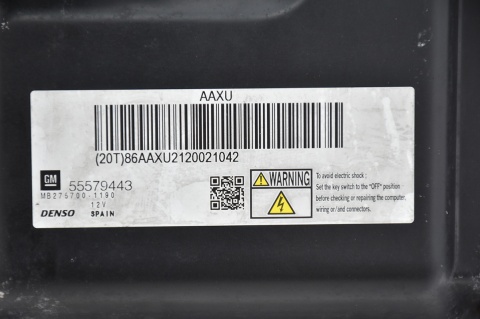 AAXU
(20T)86AAXU2120021042
GM 55579443
MB275700-1190
12V
DENSO SPAIN
WARNING
To avoid electric shock ;
Set the key switch to the "OFF" position
before checking or repairing the computer,
wiring or/and connectors.